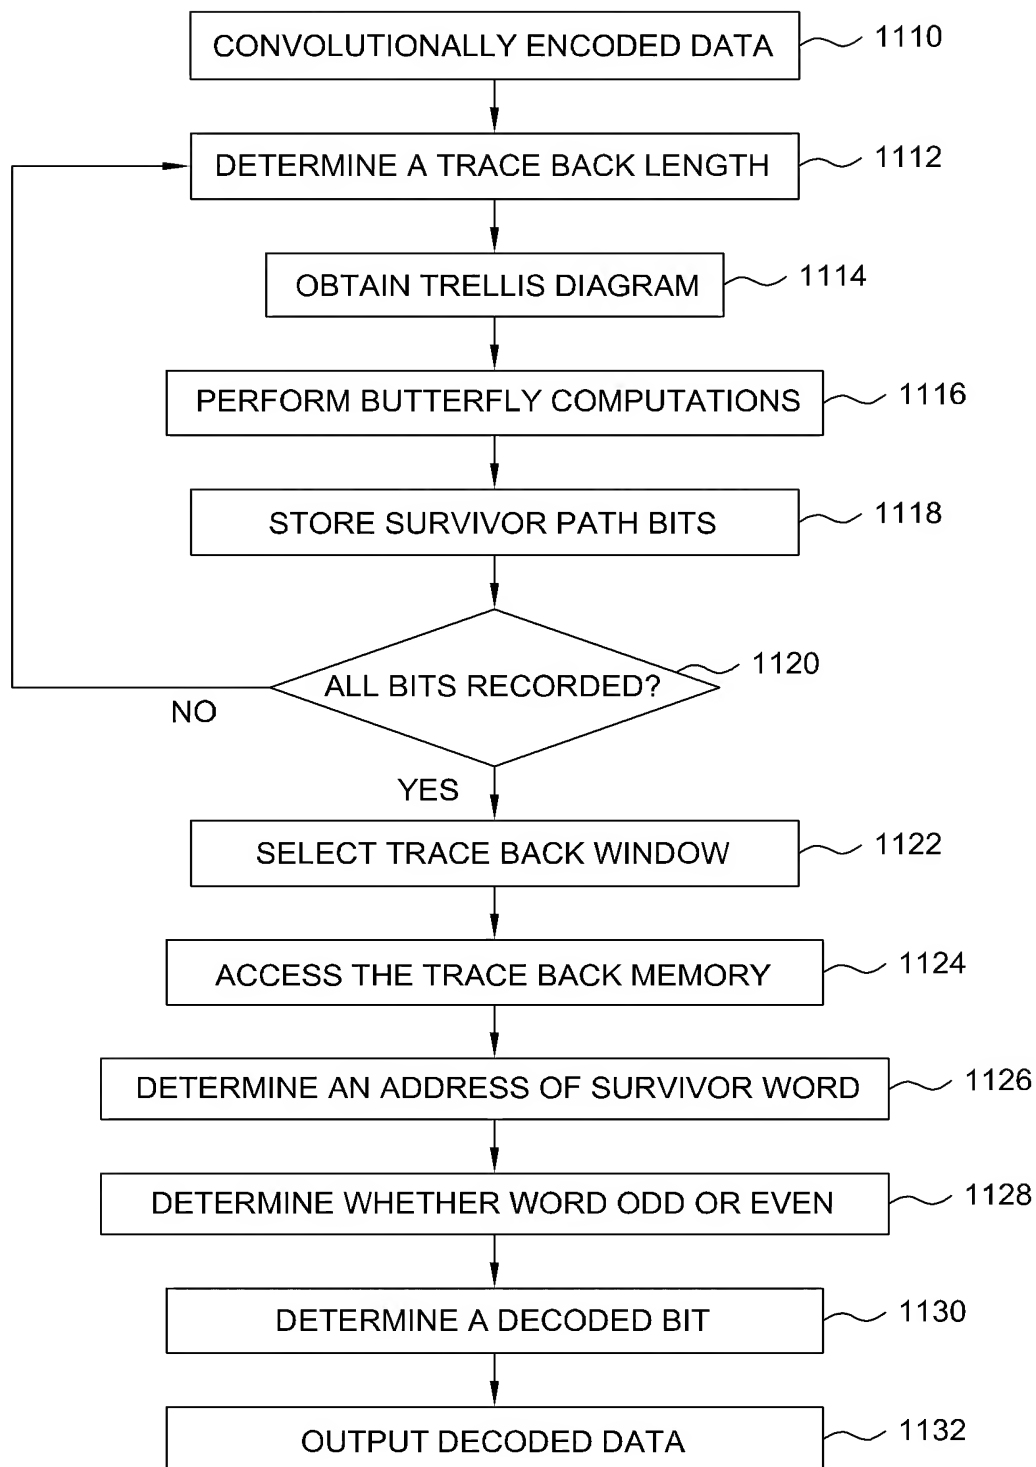 CONVOLUTIONALLY ENCODED DATA 1110
DETERMINE A TRACE BACK LENGTH 1112
OBTAIN TRELLIS DIAGRAM 1114
PERFORM BUTTERFLY COMPUTATIONS 1116
STORE SURVIVOR PATH BITS 1118
ALL BITS RECORDED? 1120
NO
YES
SELECT TRACE BACK WINDOW 1122
ACCESS THE TRACE BACK MEMORY 1124
DETERMINE AN ADDRESS OF SURVIVOR WORD 1126
DETERMINE WHETHER WORD ODD OR EVEN 1128
DETERMINE A DECODED BIT 1130
OUTPUT DECODED DATA 1132